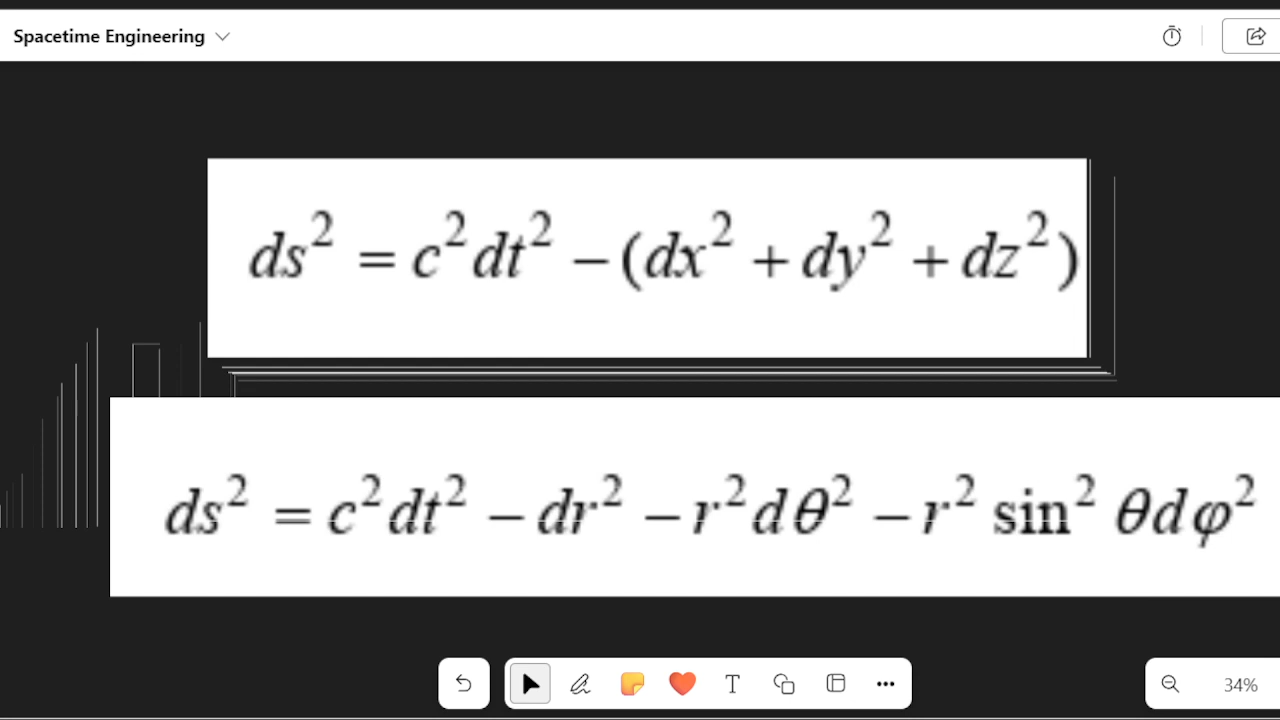 Spacetime Engineering
ds² = c²dt² − (dx² + dy² + dz²)
ds² = c²dt² − dr² − r²dθ² − r² sin² θdφ²
T
34%